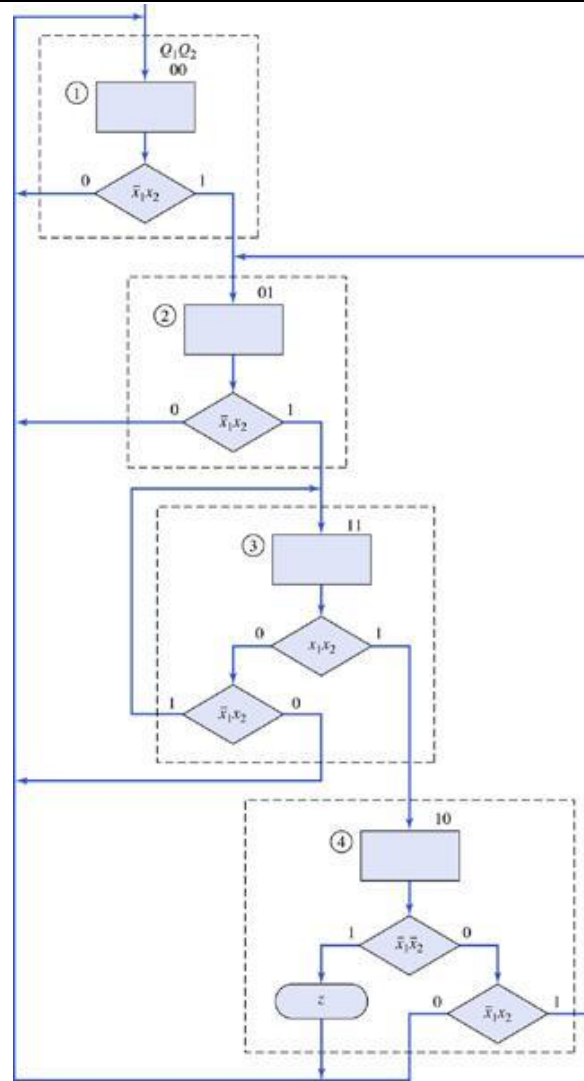 Q₁Q₂
00
①
0 x̄₁x₂ 1
01
②
0 x̄₁x₂ 1
11
③
0 x₁x₂ 1
1 x̄₁x₂ 0
10
④
1 x̄₁x̄₂ 0
z
0 x̄₁x₂ 1